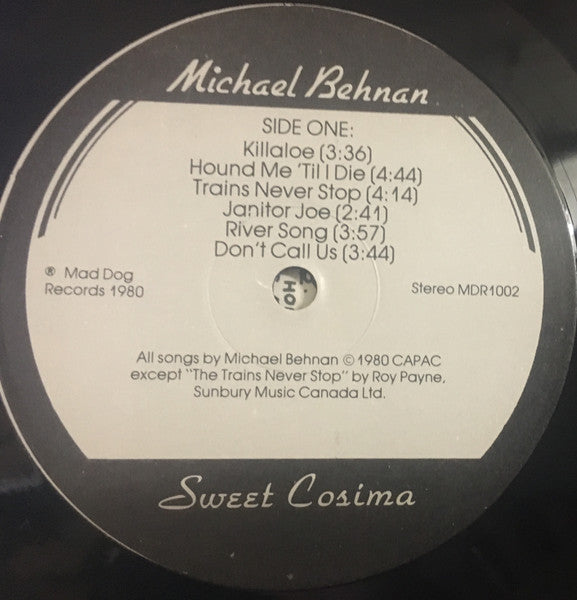 Michael Behnan
SIDE ONE:
Killaloe (3:36)
Hound Me 'Til I Die (4:44)
Trains Never Stop (4:14)
Janitor Joe (2:41)
River Song (3:57)
Don't Call Us (3:44)
® Mad Dog
Records 1980
Stereo MDR1002
All songs by Michael Behnan © 1980 CAPAC
except "The Trains Never Stop" by Roy Payne,
Sunbury Music Canada Ltd.
Sweet Cosima